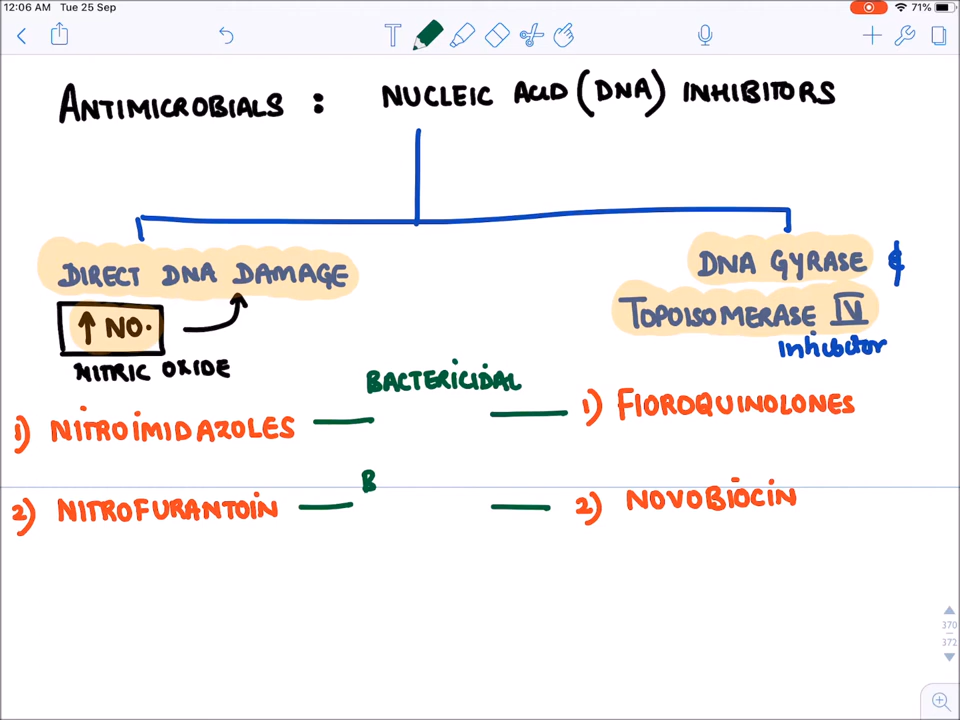 12:06 AM Tue 25 Sep 71%
T
ANTIMICROBIALS : NUCLEIC ACID (DNA) INHIBITORS
DIRECT DNA DAMAGE
DNA GYRASE &
↑ NO·
TOPOISOMERASE IV
Inhibitor
NITRIC OXIDE
BACTERICIDAL
1) NITROIMIDAZOLES
1) FlOROQUINOLONES
B
2) NITROFURANTOIN
2) NOVOBIOCIN
370
372